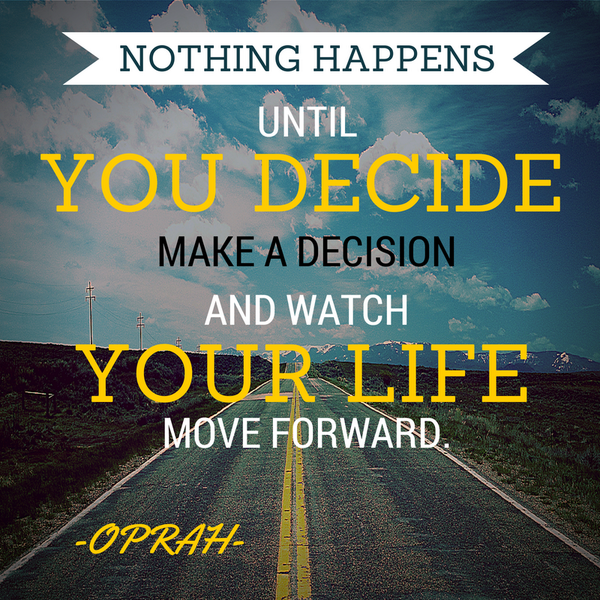 NOTHING HAPPENS
UNTIL
YOU DECIDE
MAKE A DECISION
AND WATCH
YOUR LIFE
MOVE FORWARD.
-OPRAH-